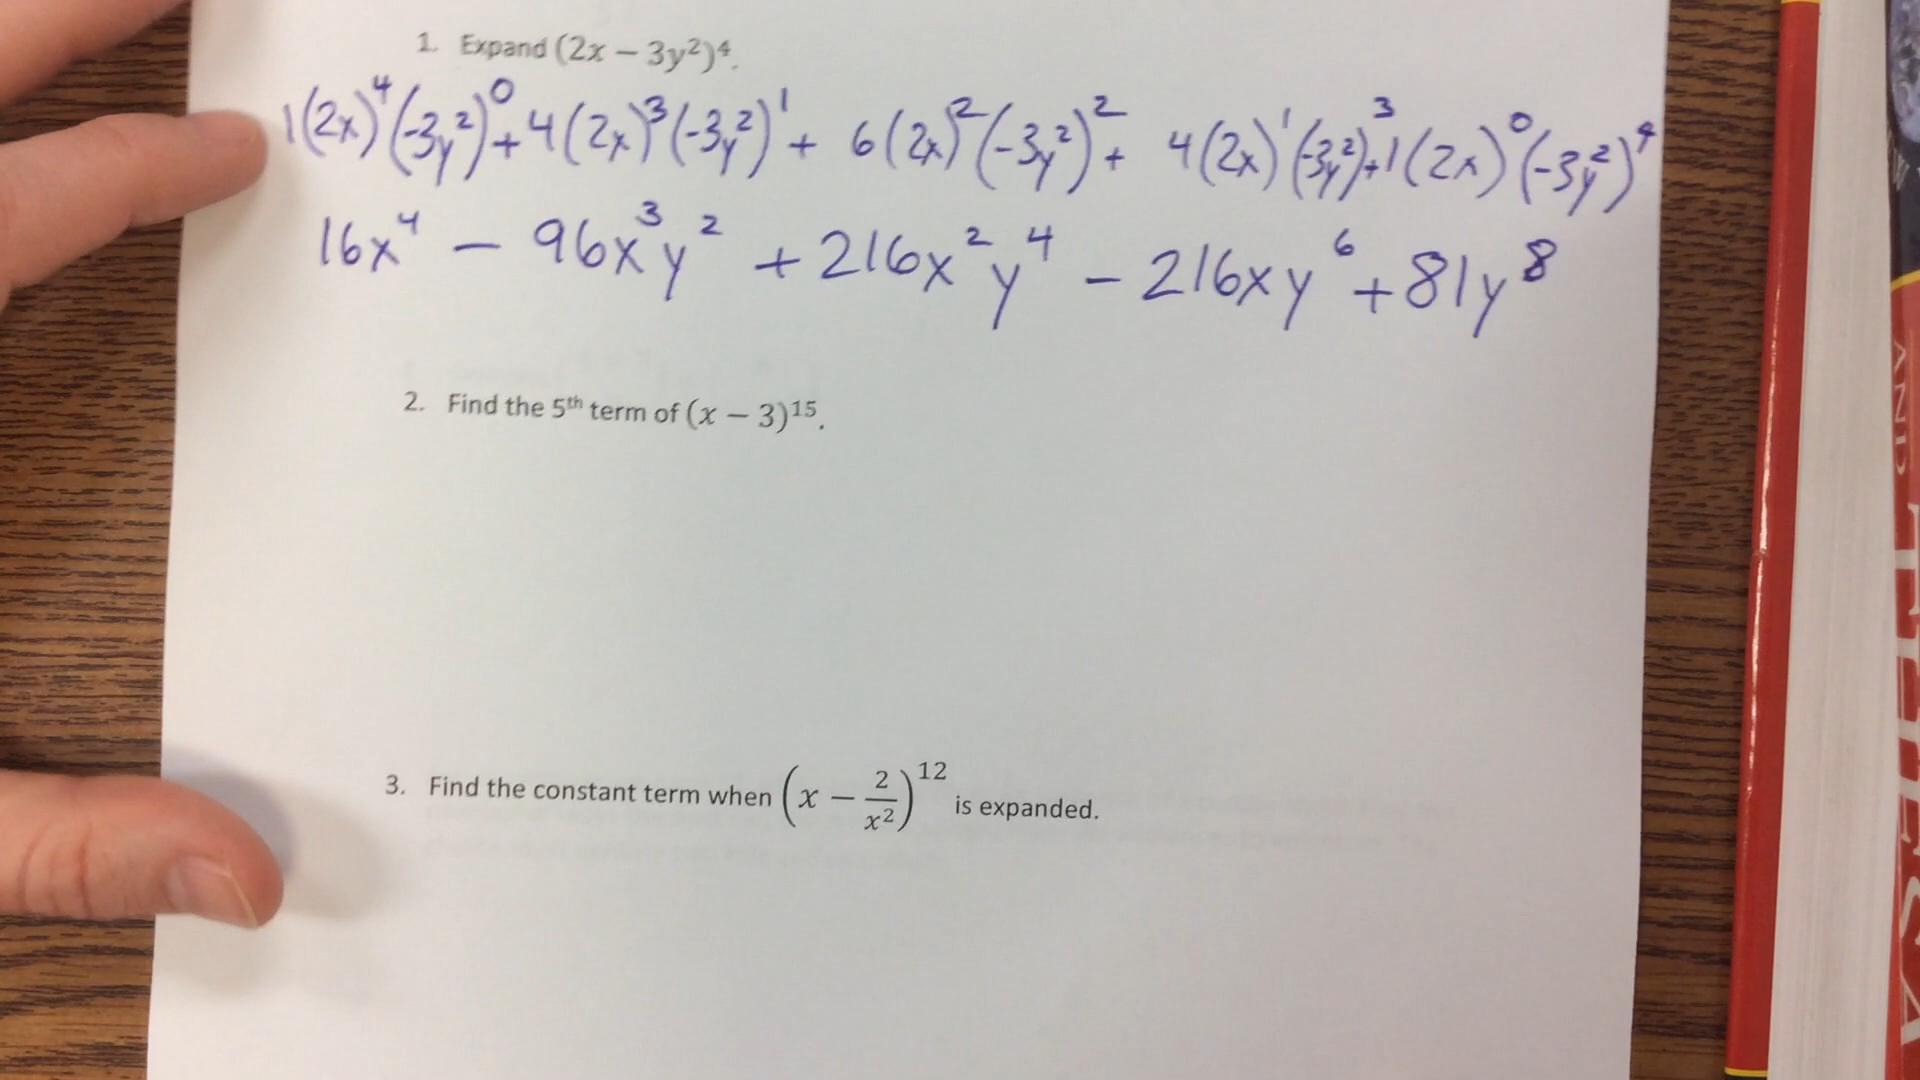 1. Expand (2x − 3y²)⁴.
1(2x)⁴(-3y²)⁰+4(2x)³(-3y²)¹+ 6(2x)²(-3y²)²+ 4(2x)¹(-3y²)³+1(2x)⁰(-3y²)⁴
16x⁴ − 96x³y² + 216x²y⁴ − 216xy⁶ + 81y⁸
2. Find the 5ᵗʰ term of (x − 3)¹⁵.
3. Find the constant term when (x − 2/x²)¹² is expanded.
AND